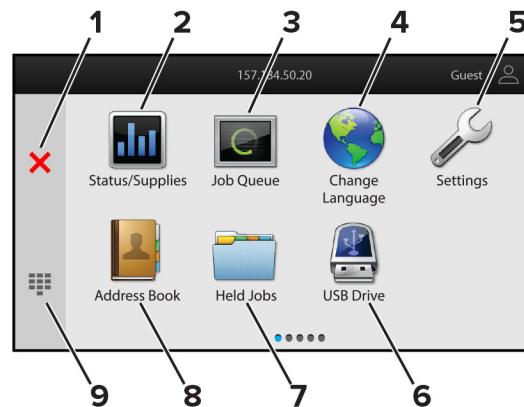 1 2 3 4 5
157.184.50.20 Guest
Status/Supplies Job Queue Change Language Settings
Address Book Held Jobs USB Drive
9 8 7 6